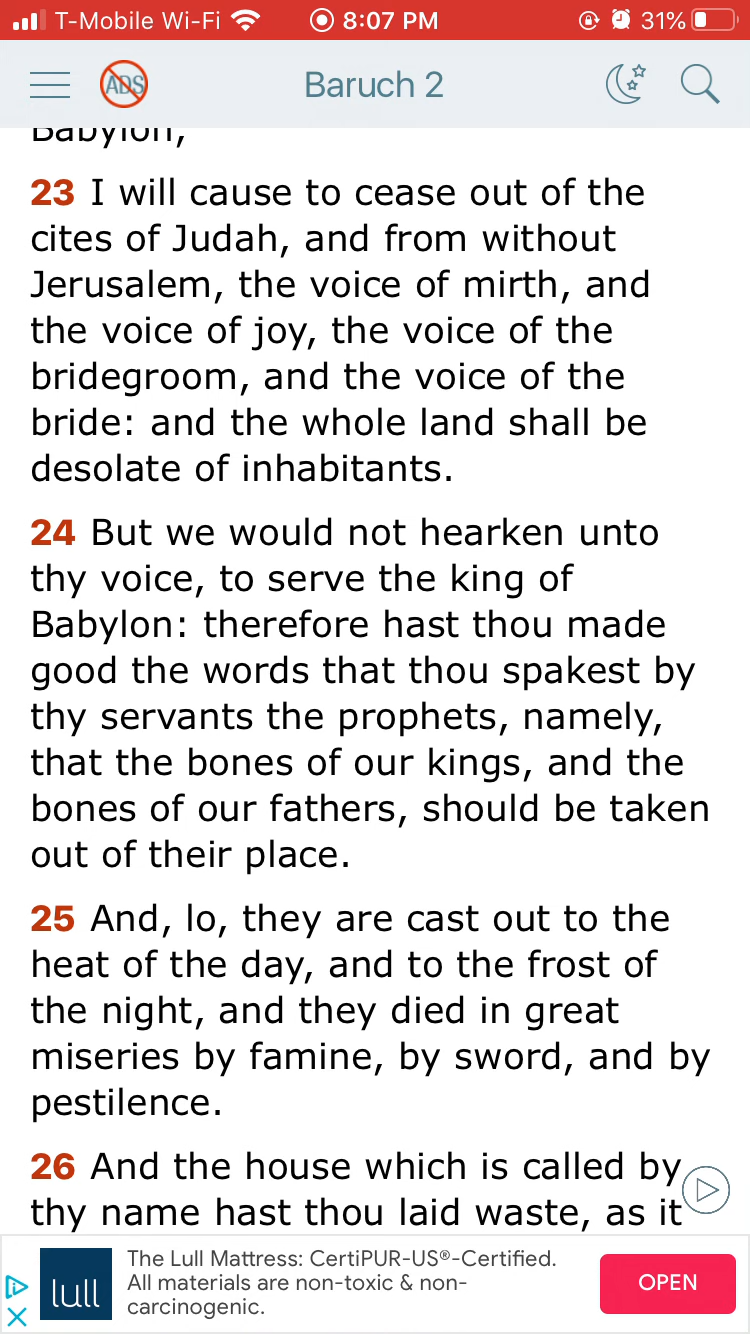 T-Mobile Wi-Fi 8:07 PM 31%
ADS Baruch 2
Babylon,
23 I will cause to cease out of the
cites of Judah, and from without
Jerusalem, the voice of mirth, and
the voice of joy, the voice of the
bridegroom, and the voice of the
bride: and the whole land shall be
desolate of inhabitants.
24 But we would not hearken unto
thy voice, to serve the king of
Babylon: therefore hast thou made
good the words that thou spakest by
thy servants the prophets, namely,
that the bones of our kings, and the
bones of our fathers, should be taken
out of their place.
25 And, lo, they are cast out to the
heat of the day, and to the frost of
the night, and they died in great
miseries by famine, by sword, and by
pestilence.
26 And the house which is called by
thy name hast thou laid waste, as it
lull
The Lull Mattress: CertiPUR-US®-Certified.
All materials are non-toxic & non-
carcinogenic.
OPEN